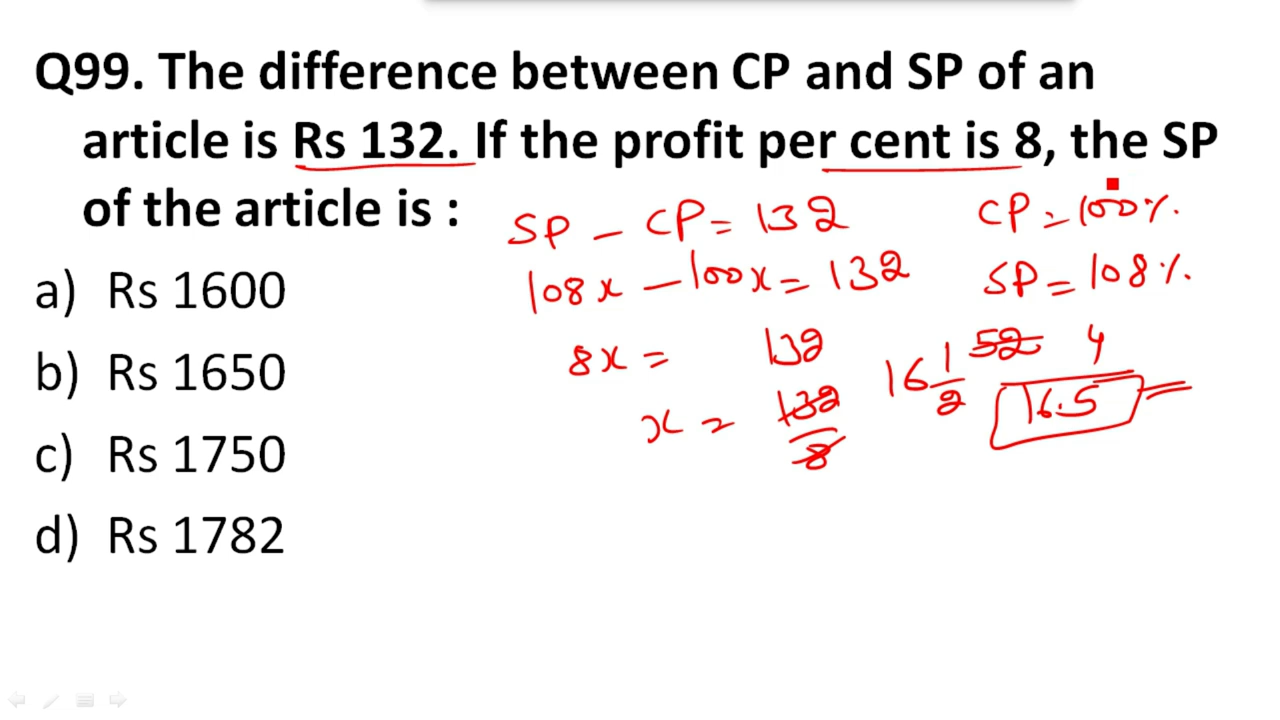 Q99. The difference between CP and SP of an
article is Rs 132. If the profit per cent is 8, the SP
of the article is :
SP - CP = 132
CP = 100%
108x - 100x = 132
SP = 108%
a) Rs 1600
8x = 132
16 1/2
52 4
b) Rs 1650
x = 132/8
16.5
c) Rs 1750
d) Rs 1782